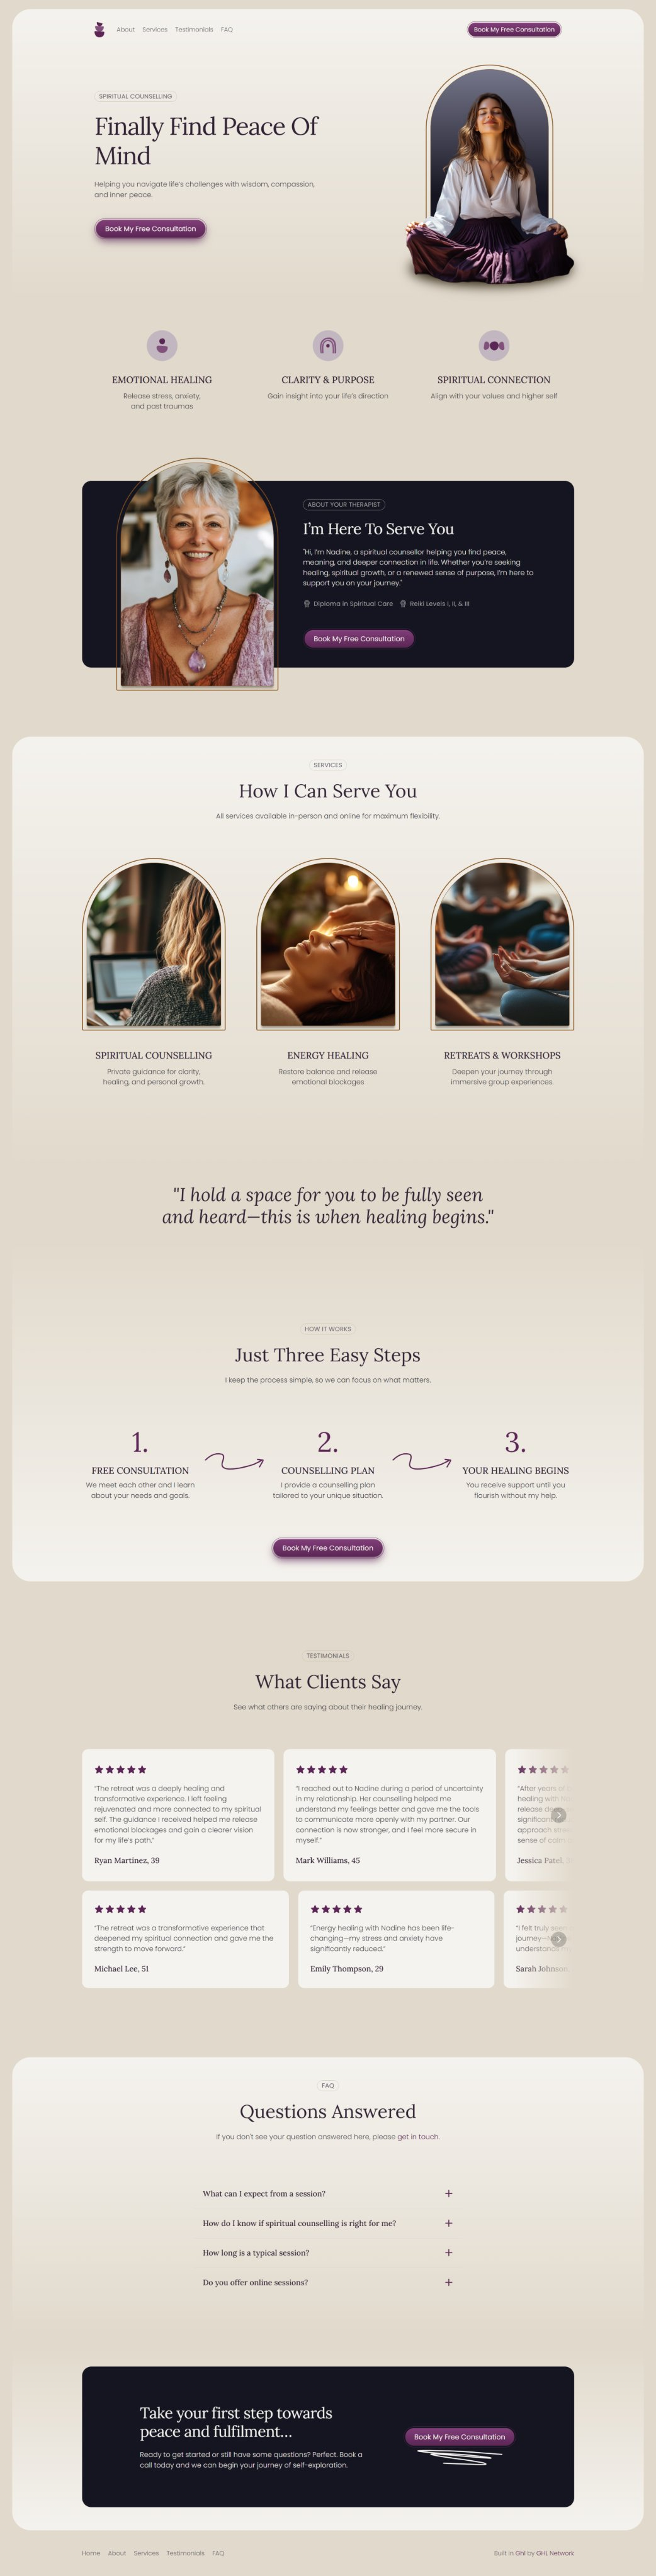 About Services Testimonials FAQ
Book My Free Consultation
SPIRITUAL COUNSELLING
Finally Find Peace Of
Mind
Helping you navigate life's challenges with wisdom, compassion,
and inner peace.
Book My Free Consultation
EMOTIONAL HEALING
Release stress, anxiety,
and past traumas
CLARITY & PURPOSE
Gain insight into your life's direction
SPIRITUAL CONNECTION
Align with your values and higher self
ABOUT YOUR THERAPIST
I'm Here To Serve You
"Hi, I'm Nadine, a spiritual counsellor helping you find peace,
meaning, and deeper connection in life. Whether you're seeking
healing, spiritual growth, or a renewed sense of purpose, I'm here to
support you on your journey."
Diploma in Spiritual Care Reiki Levels I, II, & III
Book My Free Consultation
SERVICES
How I Can Serve You
All services available in-person and online for maximum flexibility.
SPIRITUAL COUNSELLING
Private guidance for clarity,
healing, and personal growth.
ENERGY HEALING
Restore balance and release
emotional blockages
RETREATS & WORKSHOPS
Deepen your journey through
immersive group experiences.
"I hold a space for you to be fully seen
and heard—this is when healing begins."
HOW IT WORKS
Just Three Easy Steps
I keep the process simple, so we can focus on what matters.
1.
FREE CONSULTATION
We meet each other and I learn
about your needs and goals.
2.
COUNSELLING PLAN
I provide a counselling plan
tailored to your unique situation.
3.
YOUR HEALING BEGINS
You receive support until you
flourish without my help.
Book My Free Consultation
TESTIMONIALS
What Clients Say
See what others are saying about their healing journey.
"The retreat was a deeply healing and
transformative experience. I left feeling
rejuvenated and more connected to my spiritual
self. The guidance I received helped me release
emotional blockages and gain a clearer vision
for my life's path."
Ryan Martinez, 39
"I reached out to Nadine during a period of uncertainty
in my relationship. Her counselling helped me
understand my feelings better and gave me the tools
to communicate more openly with my partner. Our
connection is now stronger, and I feel more secure in
myself."
Mark Williams, 45
"After years of
healing with
release
approach
sense of
Jessica Patel,
"The retreat was a transformative experience that
deepened my spiritual connection and gave me the
strength to move forward."
Michael Lee, 51
"Energy healing with Nadine has been life-
changing—my stress and anxiety have
significantly reduced."
Emily Thompson, 29
"I felt truly
journey—
Sarah Johnson,
FAQ
Questions Answered
If you don't see your question answered here, please get in touch.
What can I expect from a session?
How do I know if spiritual counselling is right for me?
How long is a typical session?
Do you offer online sessions?
Take your first step towards
peace and fulfilment...
Ready to get started or still have some questions? Perfect. Book a
call today and we can begin your journey of self-exploration.
Book My Free Consultation
Home About Services Testimonials FAQ
Built in Ghl by GHL Network